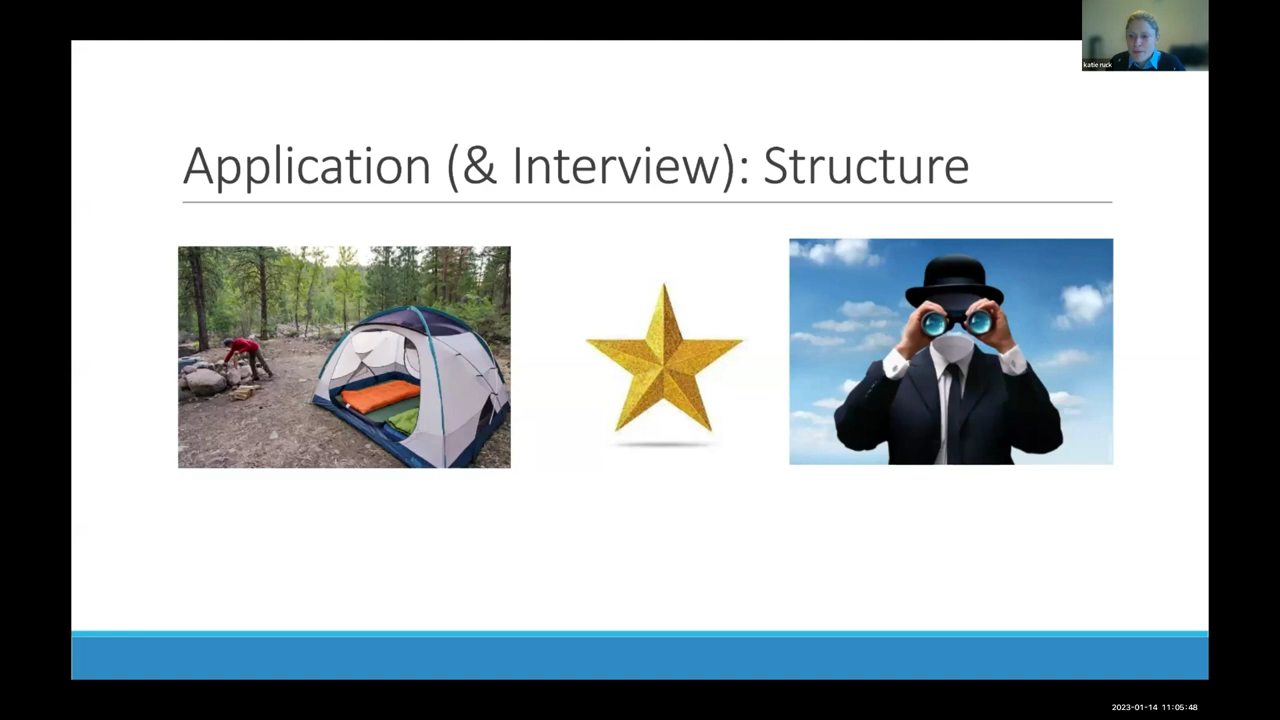 katie ruck
Application (& Interview): Structure
2023-01-14 11:05:48